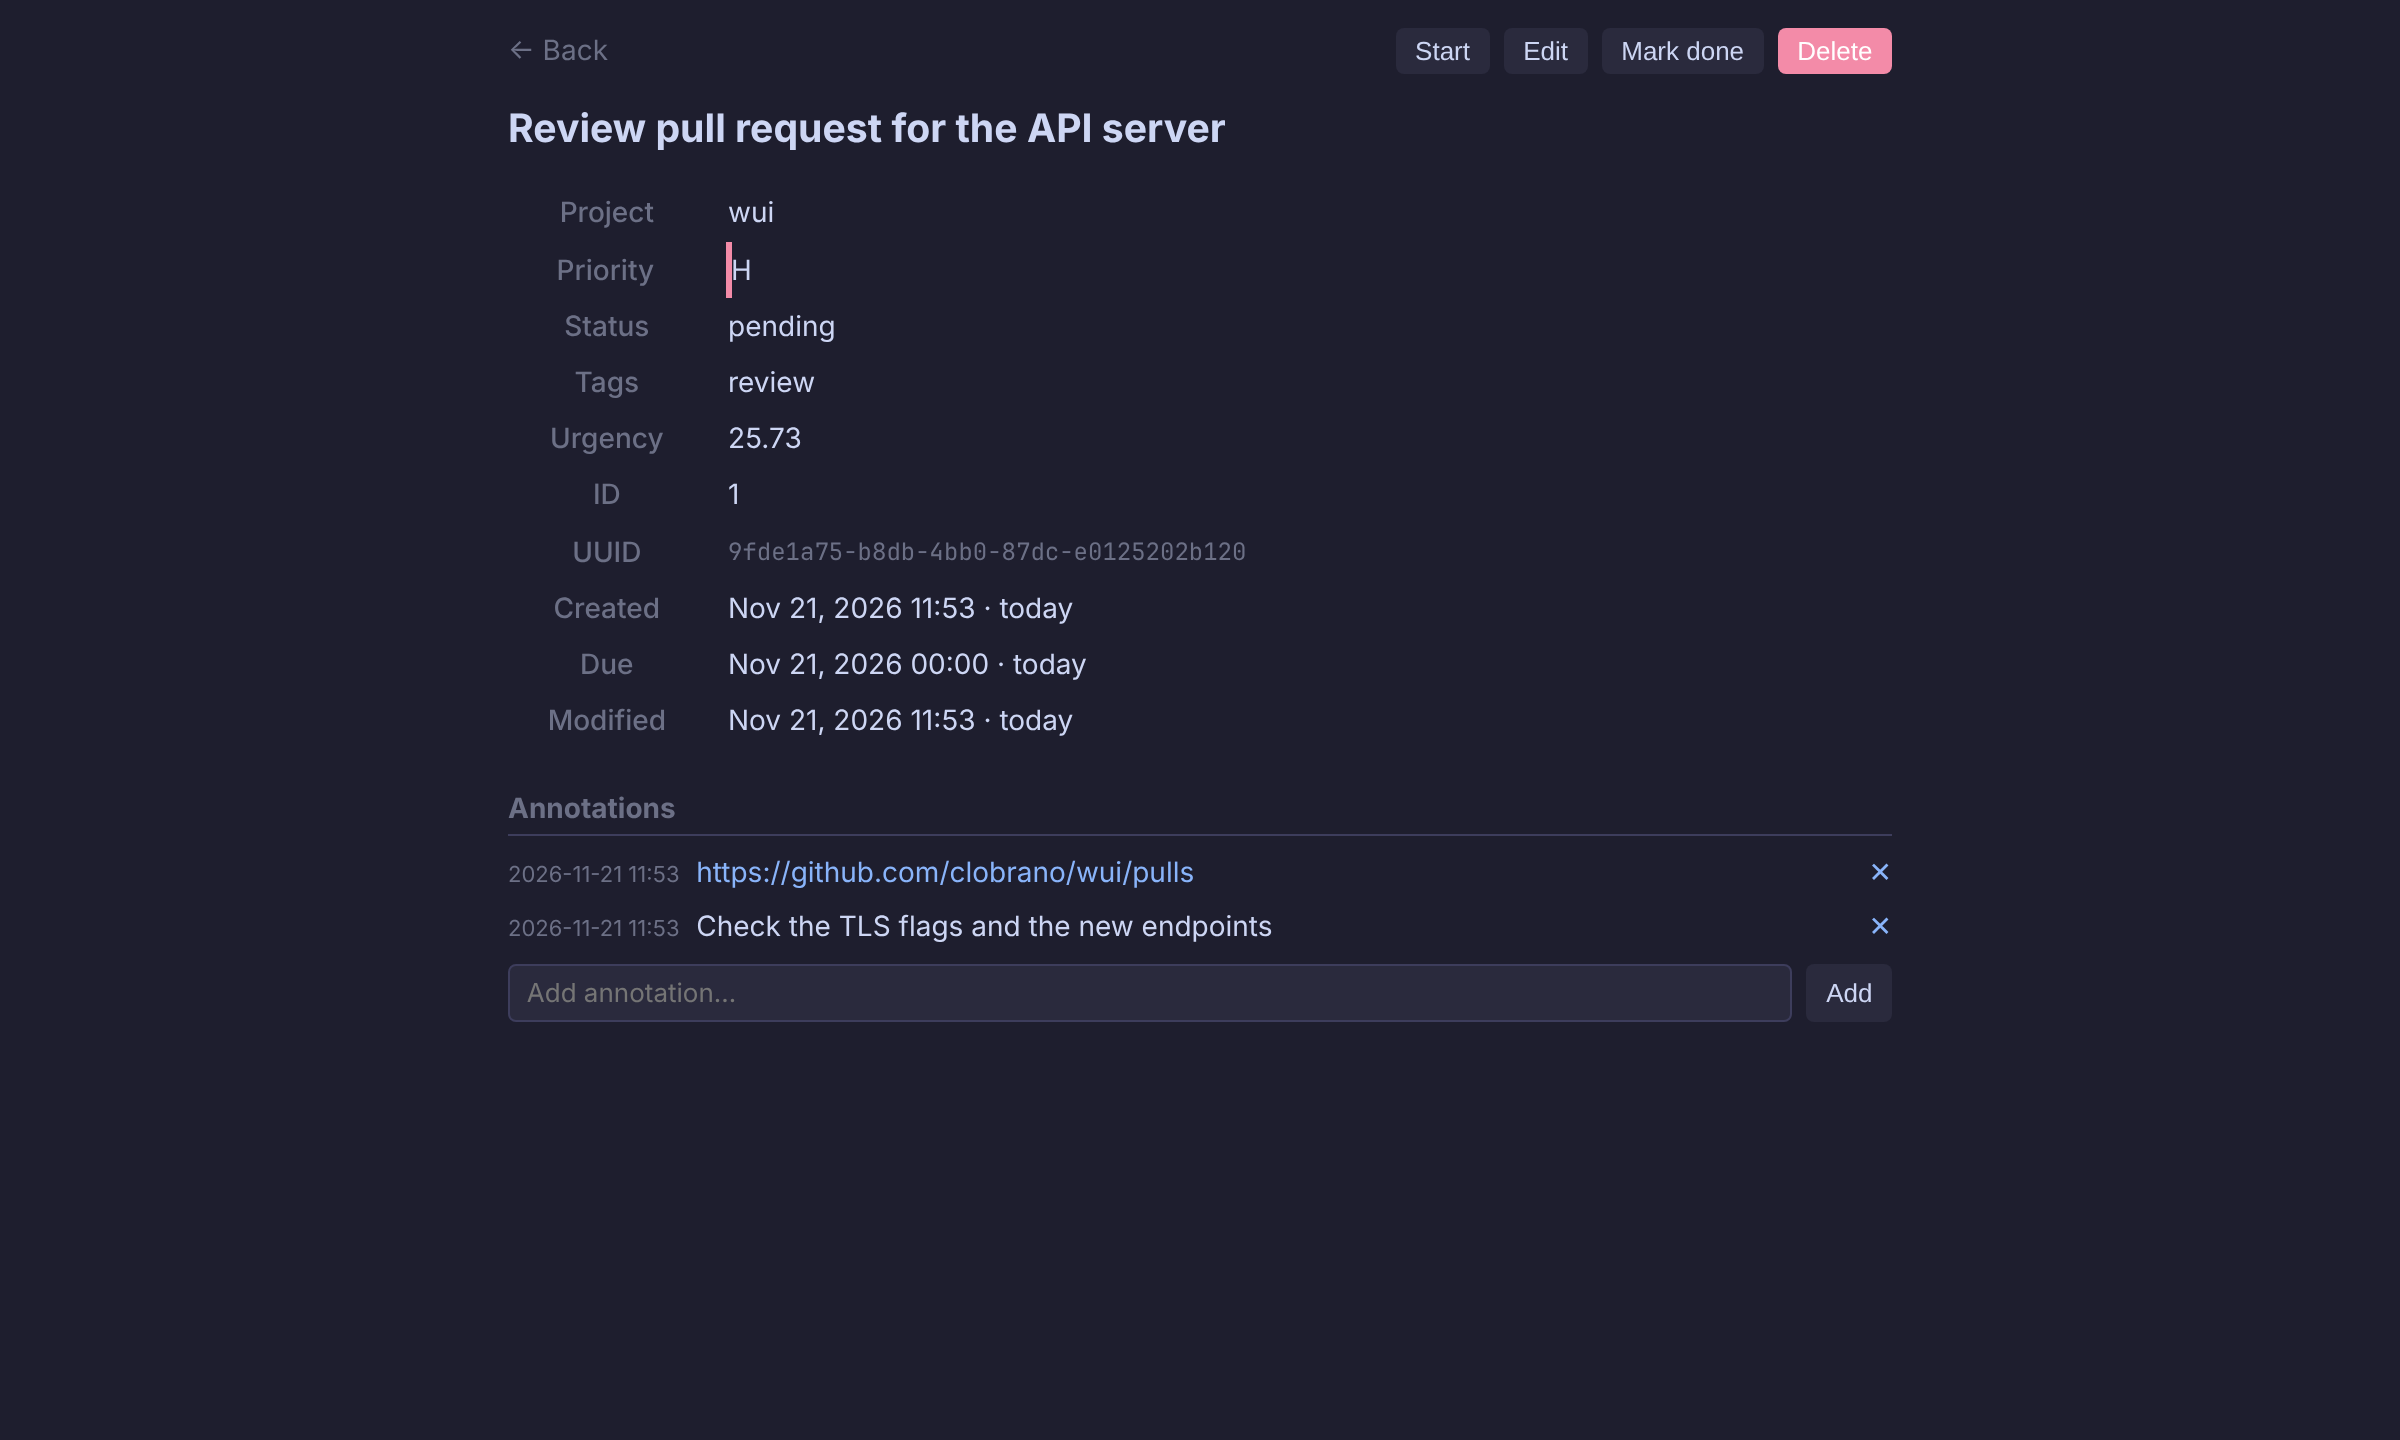 ← Back Start Edit Mark done Delete
Review pull request for the API server
Project wui
Priority H
Status pending
Tags review
Urgency 25.73
ID 1
UUID 9fde1a75-b8db-4bb0-87dc-e0125202b120
Created Nov 21, 2026 11:53 · today
Due Nov 21, 2026 00:00 · today
Modified Nov 21, 2026 11:53 · today
Annotations
2026-11-21 11:53 https://github.com/clobrano/wui/pulls ✕
2026-11-21 11:53 Check the TLS flags and the new endpoints ✕
Add annotation... Add